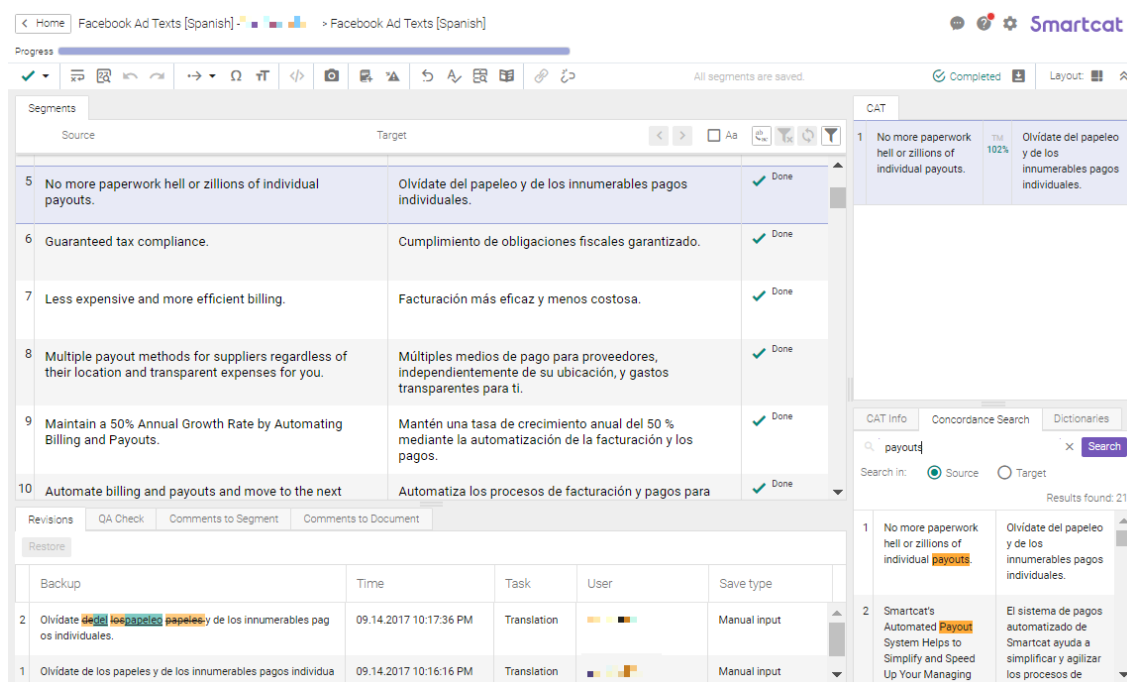 Home Facebook Ad Texts [Spanish] - > Facebook Ad Texts [Spanish]
Smartcat
Progress
All segments are saved.
Completed
Layout:
Segments
Source Target
Aa
5 No more paperwork hell or zillions of individual
payouts.
Olvídate del papeleo y de los innumerables pagos
individuales.
Done
6 Guaranteed tax compliance.
Cumplimiento de obligaciones fiscales garantizado.
Done
7 Less expensive and more efficient billing.
Facturación más eficaz y menos costosa.
Done
8 Multiple payout methods for suppliers regardless of
their location and transparent expenses for you.
Múltiples medios de pago para proveedores,
independientemente de su ubicación, y gastos
transparentes para ti.
Done
9 Maintain a 50% Annual Growth Rate by Automating
Billing and Payouts.
Mantén una tasa de crecimiento anual del 50 %
mediante la automatización de la facturación y los
pagos.
Done
10 Automate billing and payouts and move to the next
Automatiza los procesos de facturación y pagos para
Done
Revisions QA Check Comments to Segment Comments to Document
Restore
Backup Time Task User Save type
2 Olvídate dedel lospapeleo papeles y de los innumerables pag
os individuales.
09.14.2017 10:17:36 PM Translation Manual input
1 Olvídate de los papeles y de los innumerables pagos individua
09.14.2017 10:16:16 PM Translation Manual input
CAT
1 No more paperwork
hell or zillions of
individual payouts.
TM
102%
Olvídate del papeleo
y de los
innumerables pagos
individuales.
CAT Info Concordance Search Dictionaries
payouts
Search
Search in: Source Target
Results found: 21
1 No more paperwork
hell or zillions of
individual payouts.
Olvídate del papeleo
y de los
innumerables pagos
individuales.
2 Smartcat's
Automated Payout
System Helps to
Simplify and Speed
Up Your Managing
El sistema de pagos
automatizado de
Smartcat ayuda a
simplificar y agilizar
los procesos de